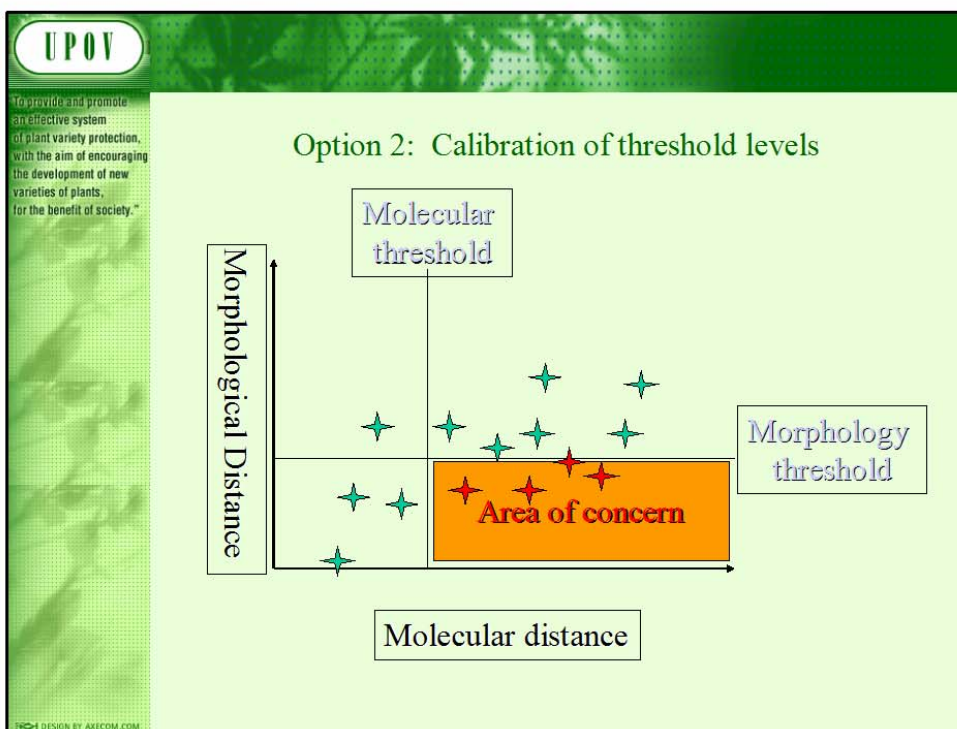 UPOV
"To provide and promote
an effective system
of plant variety protection,
with the aim of encouraging
the development of new
varieties of plants,
for the benefit of society."
Option 2: Calibration of threshold levels
Molecular
threshold
Morphological Distance
Morphology
threshold
Area of concern
Molecular distance
DESIGN BY AXECOM.COM